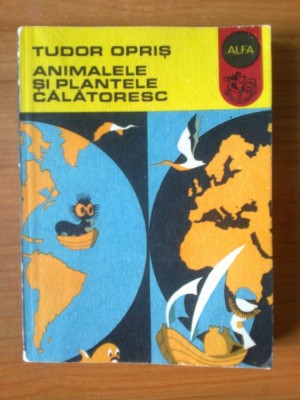 TUDOR OPRIȘ
ANIMALELE
ȘI PLANTELE
CĂLĂTORESC
ALFA